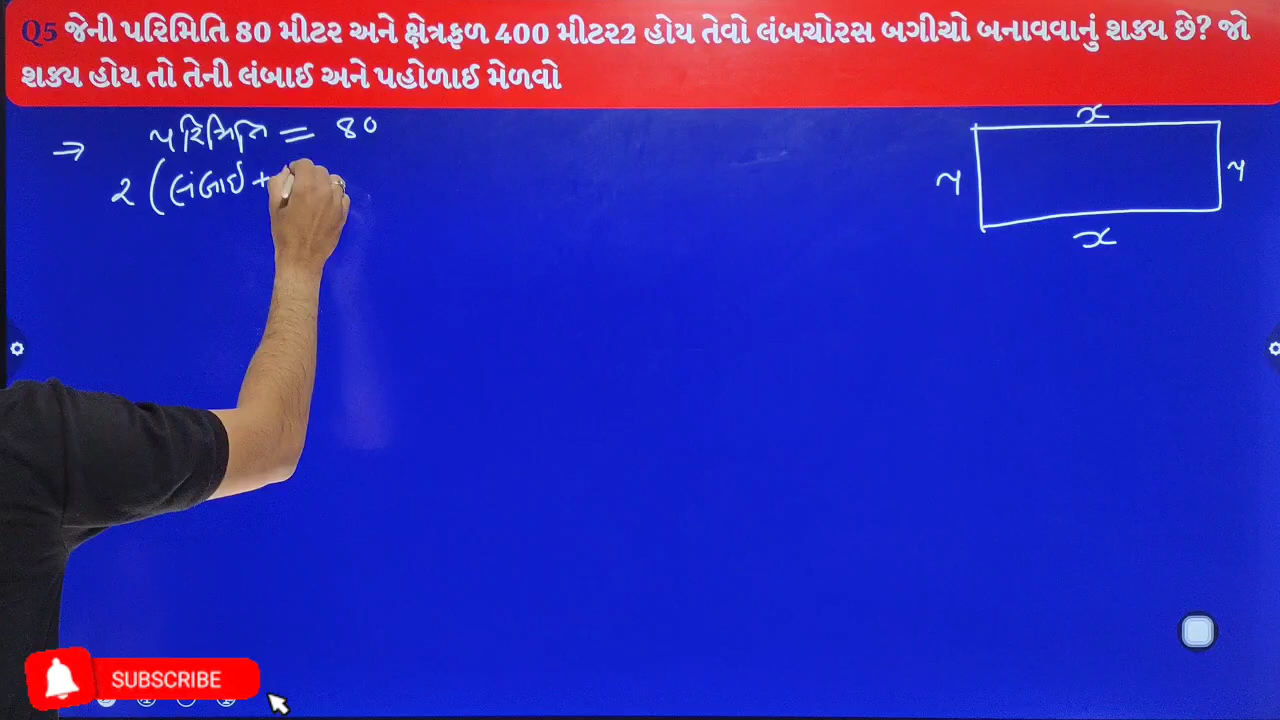 Q5 જેની પરિમિતિ 80 મીટર અને ક્ષેત્રફળ 400 મીટર2 હોય તેવો લંબચોરસ બગીચો બનાવવાનું શક્ય છે? જો
શક્ય હોય તો તેની લંબાઈ અને પહોળાઈ મેળવો
→ પરિમિતિ = 80
2 (લંબાઈ +
x
y
y
x
SUBSCRIBE